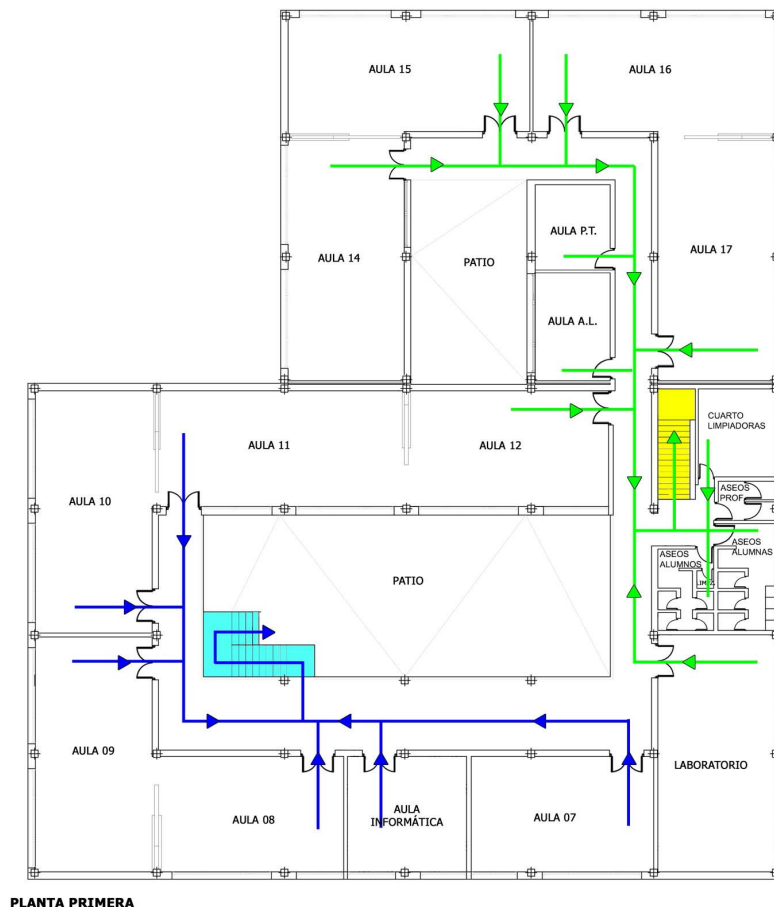 AULA 15
AULA 16
AULA P.T.
AULA 14
PATIO
AULA 17
AULA A.L.
CUARTO
LIMPIADORAS
AULA 11
AULA 12
AULA 10
ASEOS
PROF.
ASEOS
ALUMNAS
ASEOS
ALUMNOS
PATIO
AULA 09
LABORATORIO
AULA 08
AULA
INFORMÁTICA
AULA 07
PLANTA PRIMERA